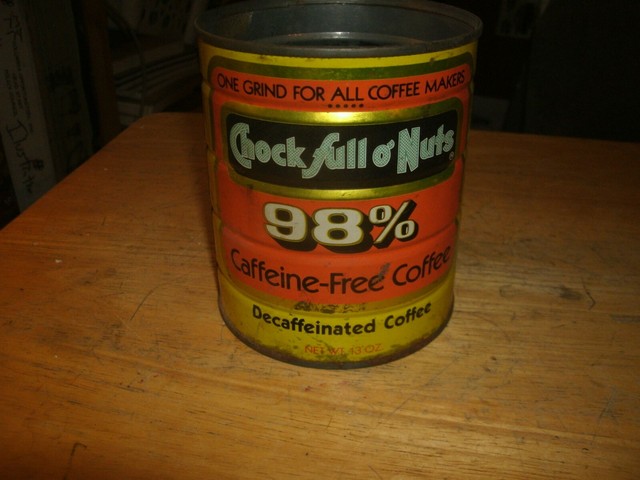 ONE GRIND FOR ALL COFFEE MAKERS
Chock full o' Nuts
98%
Caffeine-Free Coffee
Decaffeinated Coffee
NET WT. 13 OZ.